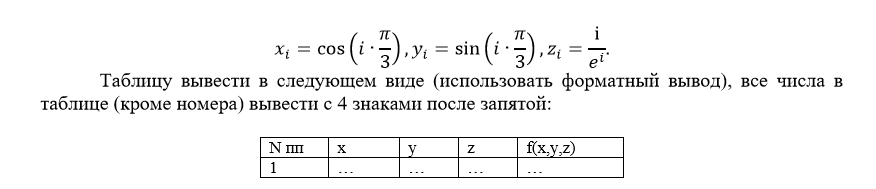 x_i = cos(i · π/3), y_i = sin(i · π/3), z_i = i/e^i.
Таблицу вывести в следующем виде (использовать форматный вывод), все числа в
таблице (кроме номера) вывести с 4 знаками после запятой:
N пп x y z f(x,y,z)
1 … … … …